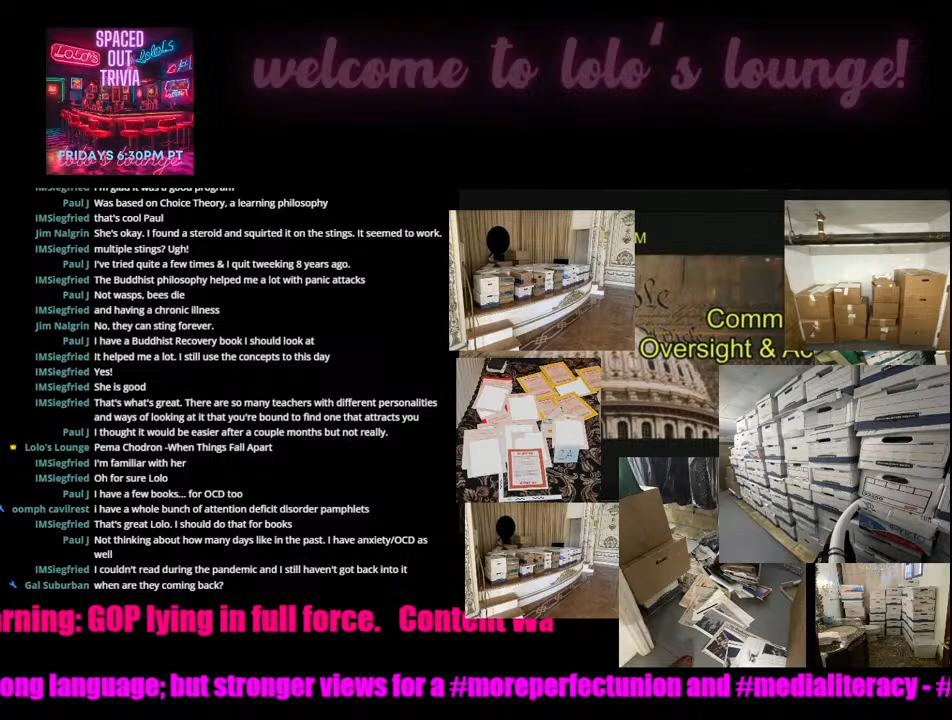 SPACED
OUT
TRIVIA
LOLO'S
FRIDAYS 6:30PM PT
lolo's lounge
welcome to lolo's lounge!
IMSiegfried I'm glad it was a good program
Paul J Was based on Choice Theory, a learning philosophy
IMSiegfried that's cool Paul
Jim Nalgrin She's okay. I found a steroid and squirted it on the stings. It seemed to work.
IMSiegfried multiple stings? Ugh!
Paul J I've tried quite a few times & I quit tweeking 8 years ago.
IMSiegfried The Buddhist philosophy helped me a lot with panic attacks
Paul J Not wasps, bees die
IMSiegfried and having a chronic illness
Jim Nalgrin No, they can sting forever.
Paul J I have a Buddhist Recovery book I should look at
IMSiegfried It helped me a lot. I still use the concepts to this day
IMSiegfried Yes!
IMSiegfried She is good
IMSiegfried That's what's great. There are so many teachers with different personalities
and ways of looking at it that you're bound to find one that attracts you
Paul J I thought it would be easier after a couple months but not really.
Lolo's Lounge Pema Chodron -When Things Fall Apart
IMSiegfried I'm familiar with her
IMSiegfried Oh for sure Lolo
Paul J I have a few books... for OCD too
oomph cavilrest i have a whole bunch of attention deficit disorder pamphlets
IMSiegfried That's great Lolo. I should do that for books
Paul J Not thinking about how many days like in the past. I have anxiety/OCD as
well
IMSiegfried I couldn't read during the pandemic and I still haven't got back into it
Gal Suburban when are they coming back?
M
Comm
Oversight & Ac
2A
arning: GOP lying in full force. Content Wa
ong language; but stronger views for a #moreperfectunion and #medialiteracy - #